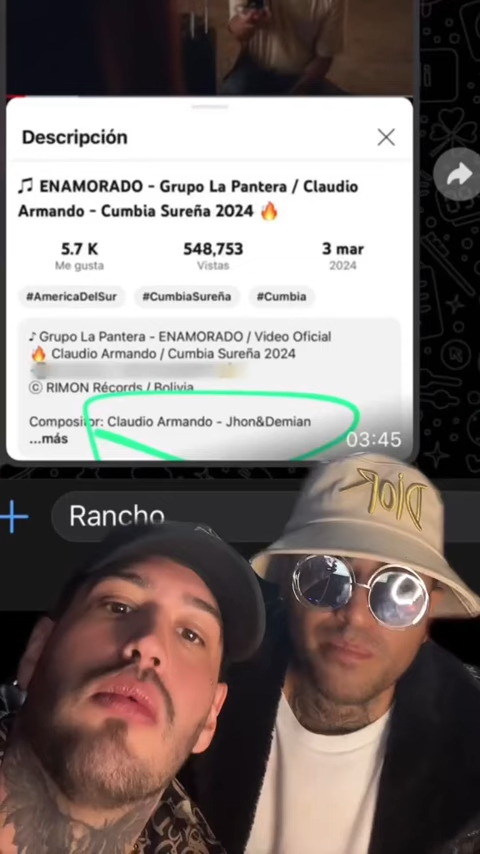 Descripción
🎵 ENAMORADO - Grupo La Pantera / Claudio
Armando - Cumbia Sureña 2024 🔥
5.7 K
548,753
3 mar
Me gusta
Vistas
2024
#AmericaDelSur
#CumbiaSureña
#Cumbia
♪ Grupo La Pantera - ENAMORADO / Video Oficial
🔥 Claudio Armando / Cumbia Sureña 2024
© RIMON Récords / Bolivia
Compositor: Claudio Armando - Jhon&Demian
...más
03:45
Rancho
DIOR